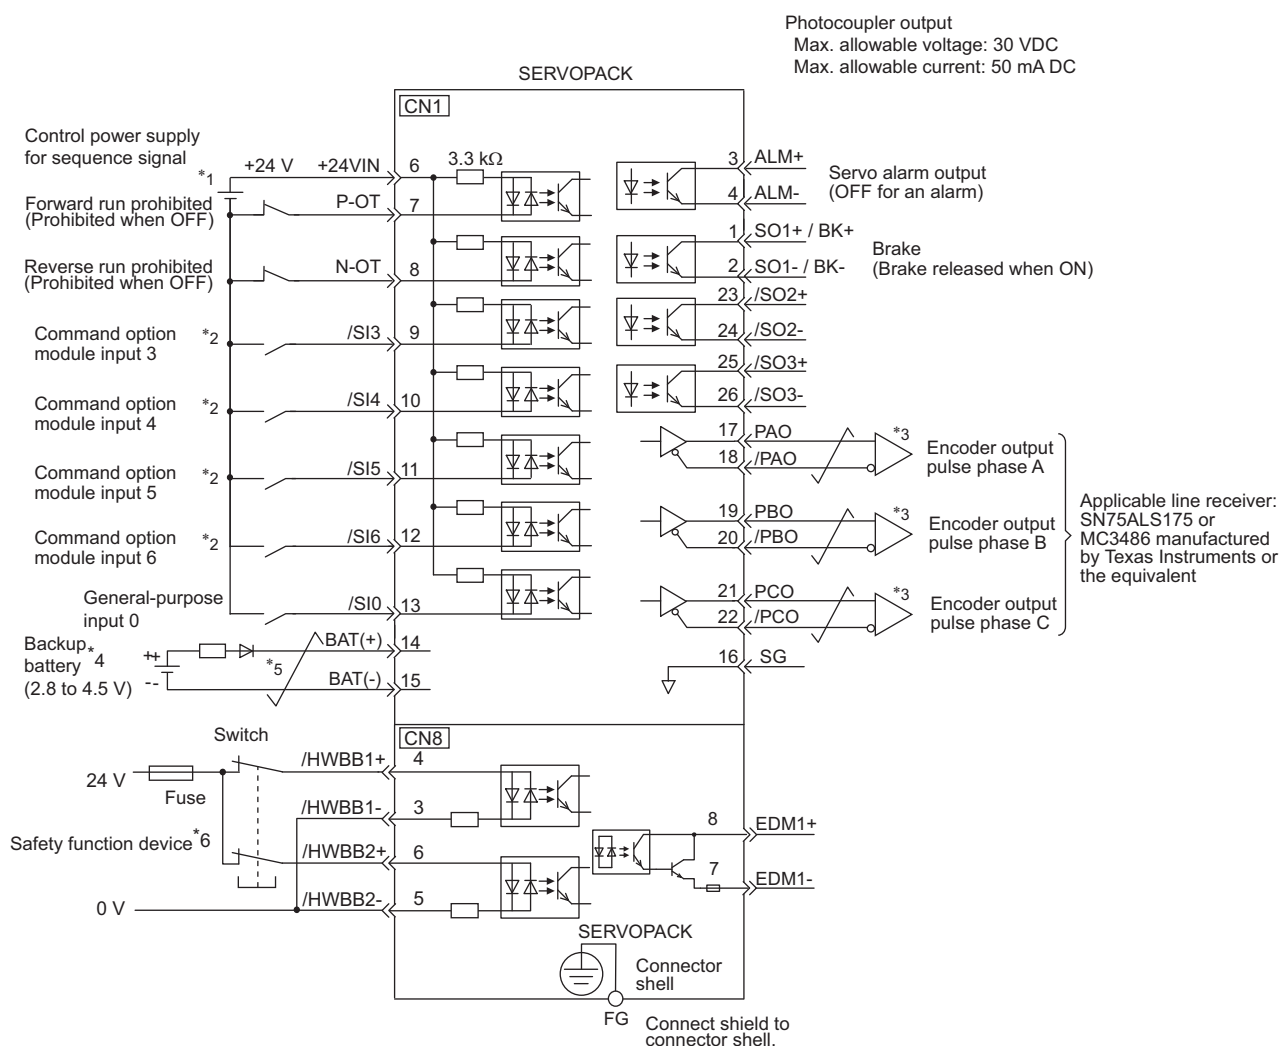 Photocoupler output
Max. allowable voltage: 30 VDC
Max. allowable current: 50 mA DC
SERVOPACK
CN1
Control power supply
for sequence signal
*1
+24 V
+24VIN
6
3.3 kΩ
Forward run prohibited
(Prohibited when OFF)
P-OT
7
Reverse run prohibited
(Prohibited when OFF)
N-OT
8
Command option
module input 3
*2
/SI3
9
Command option
module input 4
*2
/SI4
10
Command option
module input 5
*2
/SI5
11
Command option
module input 6
*2
/SI6
12
General-purpose
input 0
/SI0
13
Backup
battery *4
(2.8 to 4.5 V)
++
--
*5
BAT(+)
14
BAT(-)
15
3
ALM+
4
ALM-
Servo alarm output
(OFF for an alarm)
1
SO1+ / BK+
2
SO1- / BK-
Brake
(Brake released when ON)
23
/SO2+
24
/SO2-
25
/SO3+
26
/SO3-
17
PAO
18
/PAO
*3
Encoder output
pulse phase A
19
PBO
20
/PBO
*3
Encoder output
pulse phase B
21
PCO
22
/PCO
*3
Encoder output
pulse phase C
Applicable line receiver:
SN75ALS175 or
MC3486 manufactured
by Texas Instruments or
the equivalent
16
SG
CN8
Switch
24 V
Fuse
/HWBB1+
4
/HWBB1-
3
Safety function device *6
/HWBB2+
6
0 V
/HWBB2-
5
8
EDM1+
7
EDM1-
SERVOPACK
Connector
shell
FG
Connect shield to
connector shell.